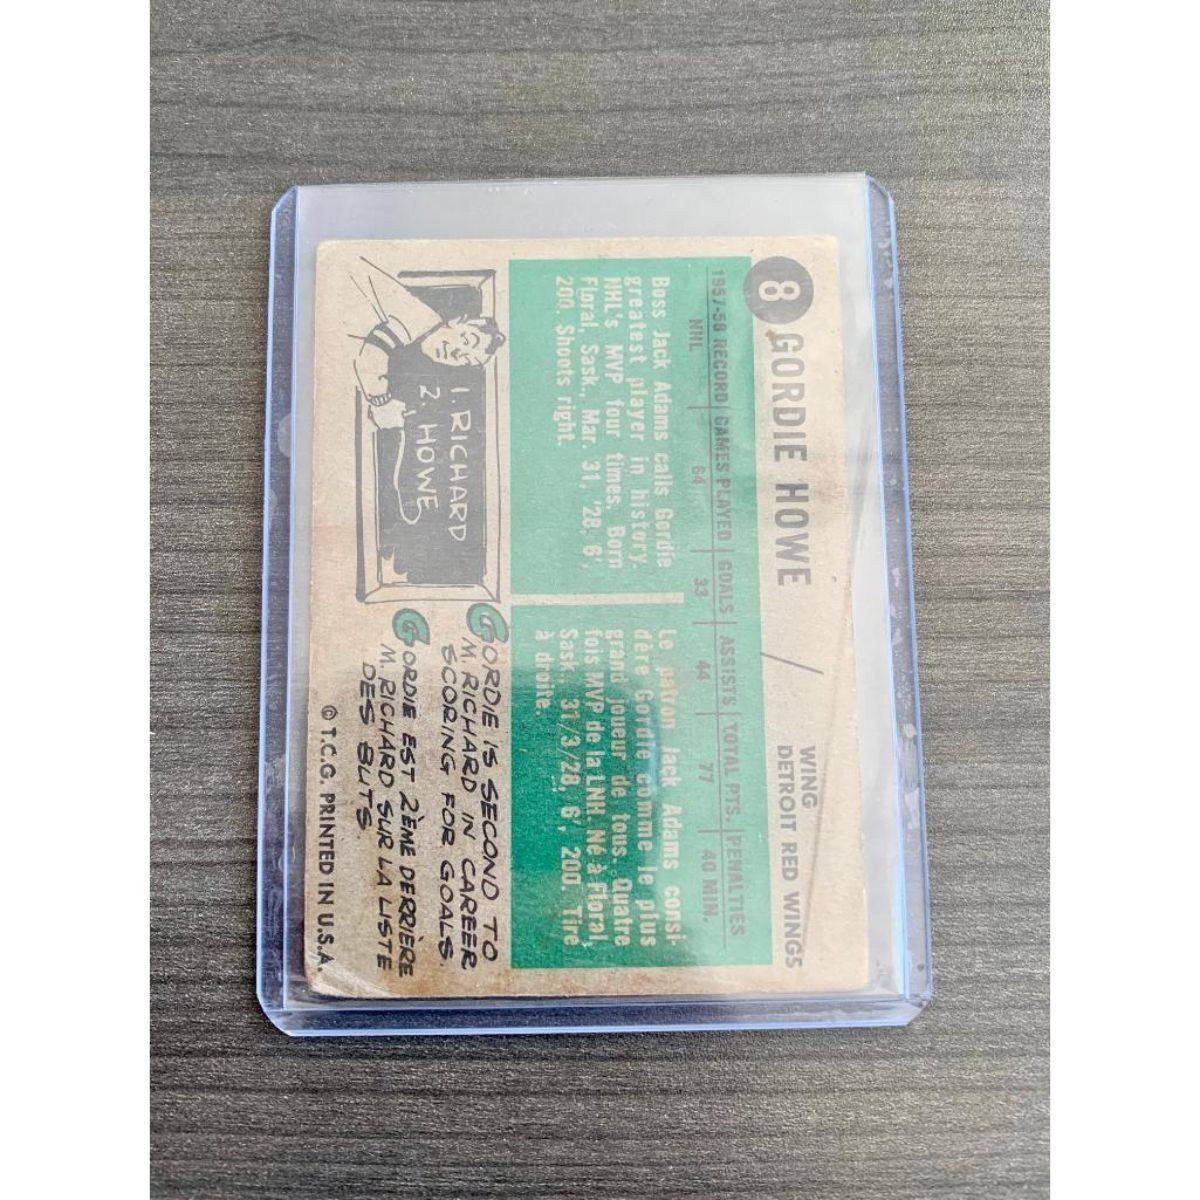 8
GORDIE HOWE
WING
DETROIT RED WINGS
1957-58 RECORD GAMES PLAYED GOALS ASSISTS TOTAL PTS. PENALTIES
NHL 64 33 44 77 40 MIN.
Boss Jack Adams calls Gordie
greatest player in history.
NHL's MVP four times. Born
Floral, Sask., Mar. 31, '28, 6',
200. Shoots right.
Le patron Jack Adams consi-
dère Gordie comme le plus
grand joueur de tous. Quatre
fois MVP de la LNH. Né à Floral,
Sask., 31/3/28, 6', 200. Tire
à droite.
1. RICHARD
2. HOWE
GORDIE IS SECOND TO
M. RICHARD IN CAREER
SCORING FOR GOALS.
GORDIE EST 2ÈME DERRIÈRE
M. RICHARD SUR LA LISTE
DES BUTS.
© T.C.G. PRINTED IN U.S.A.